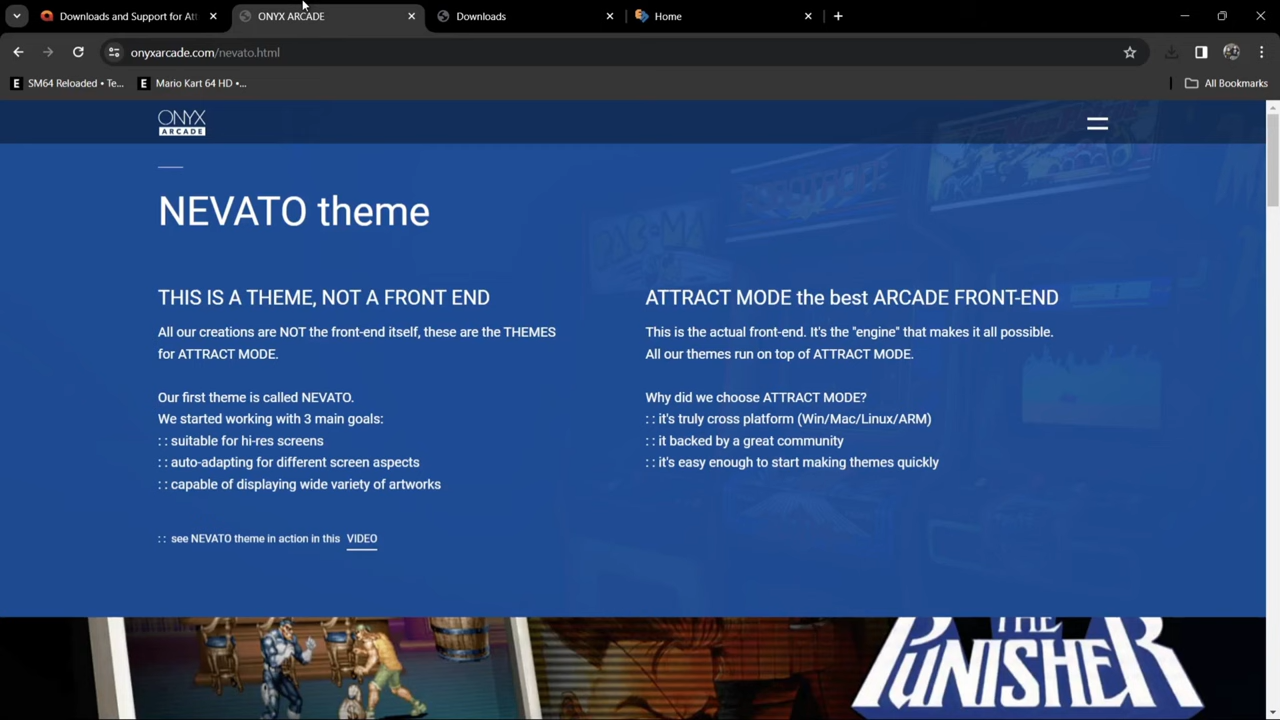 Downloads and Support for Att
ONYX ARCADE
Downloads
Home
onyxarcade.com/nevato.html
E SM64 Reloaded • Te...
E Mario Kart 64 HD •...
All Bookmarks
ONYX
ARCADE
NEVATO theme
THIS IS A THEME, NOT A FRONT END
All our creations are NOT the front-end itself, these are the THEMES
for ATTRACT MODE.
Our first theme is called NEVATO.
We started working with 3 main goals:
: : suitable for hi-res screens
: : auto-adapting for different screen aspects
: : capable of displaying wide variety of artworks
: : see NEVATO theme in action in this VIDEO
ATTRACT MODE the best ARCADE FRONT-END
This is the actual front-end. It's the "engine" that makes it all possible.
All our themes run on top of ATTRACT MODE.
Why did we choose ATTRACT MODE?
: : it's truly cross platform (Win/Mac/Linux/ARM)
: : it backed by a great community
: : it's easy enough to start making themes quickly
THE
PUNISHER